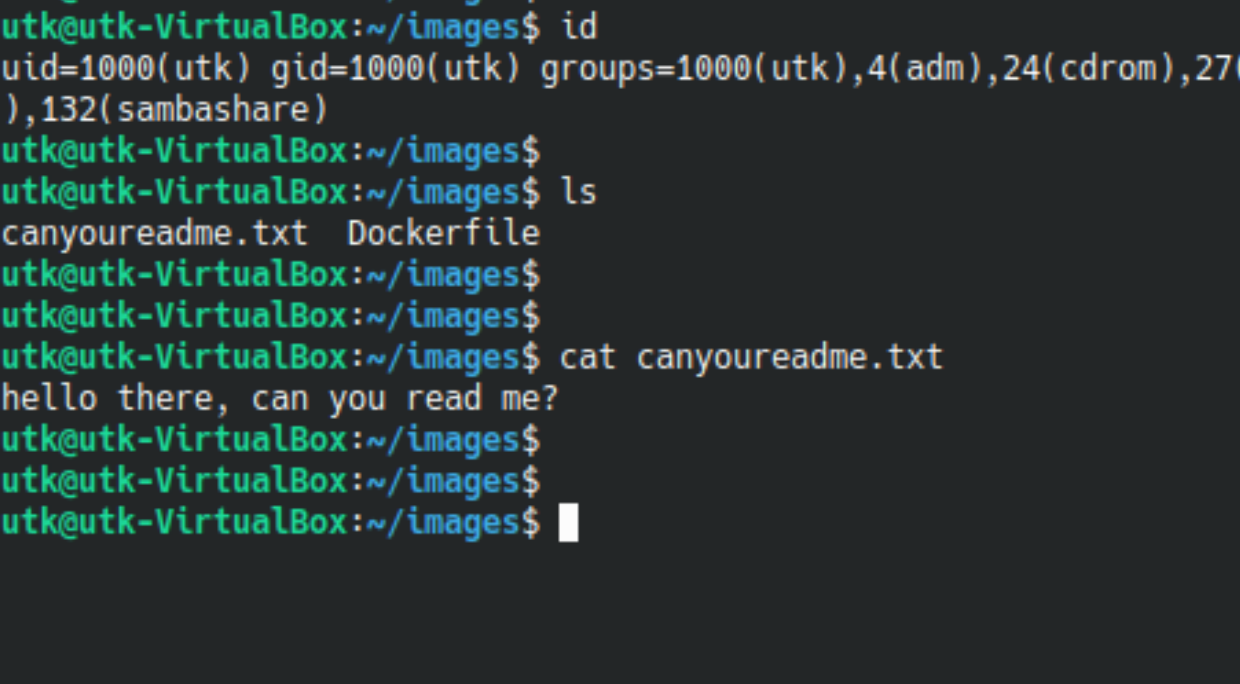 utk@utk-VirtualBox:~/images$ id
uid=1000(utk) gid=1000(utk) groups=1000(utk),4(adm),24(cdrom),27(
),132(sambashare)
utk@utk-VirtualBox:~/images$
utk@utk-VirtualBox:~/images$ ls
canyoureadme.txt  Dockerfile
utk@utk-VirtualBox:~/images$
utk@utk-VirtualBox:~/images$
utk@utk-VirtualBox:~/images$ cat canyoureadme.txt
hello there, can you read me?
utk@utk-VirtualBox:~/images$
utk@utk-VirtualBox:~/images$
utk@utk-VirtualBox:~/images$